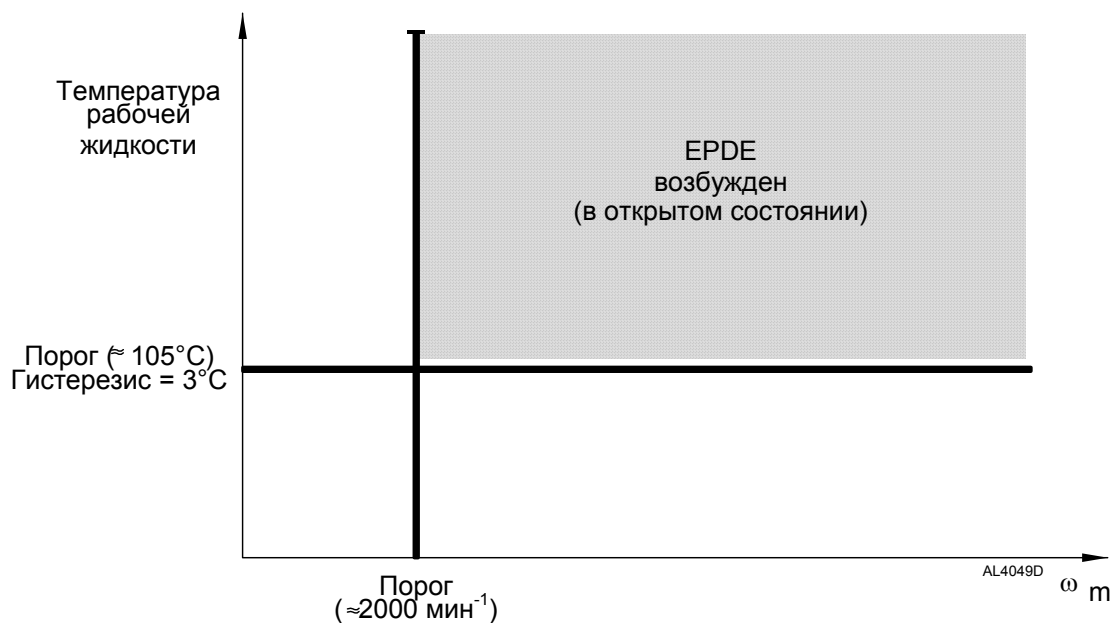 Температура
рабочей
жидкости
EPDE
возбужден
(в открытом состоянии)
Порог (≈ 105°C)
Гистерезис = 3°C
AL4049D
ω m
Порог
(≈2000 мин⁻¹)